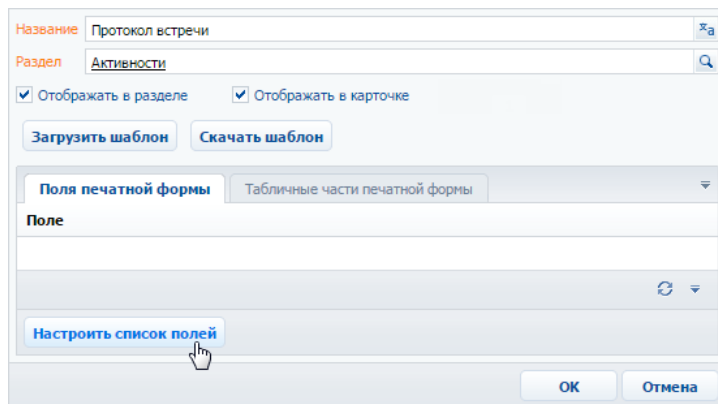 Название Протокол встречи
Раздел Активности
Отображать в разделе Отображать в карточке
Загрузить шаблон Скачать шаблон
Поля печатной формы Табличные части печатной формы
Поле
Настроить список полей
ОК Отмена